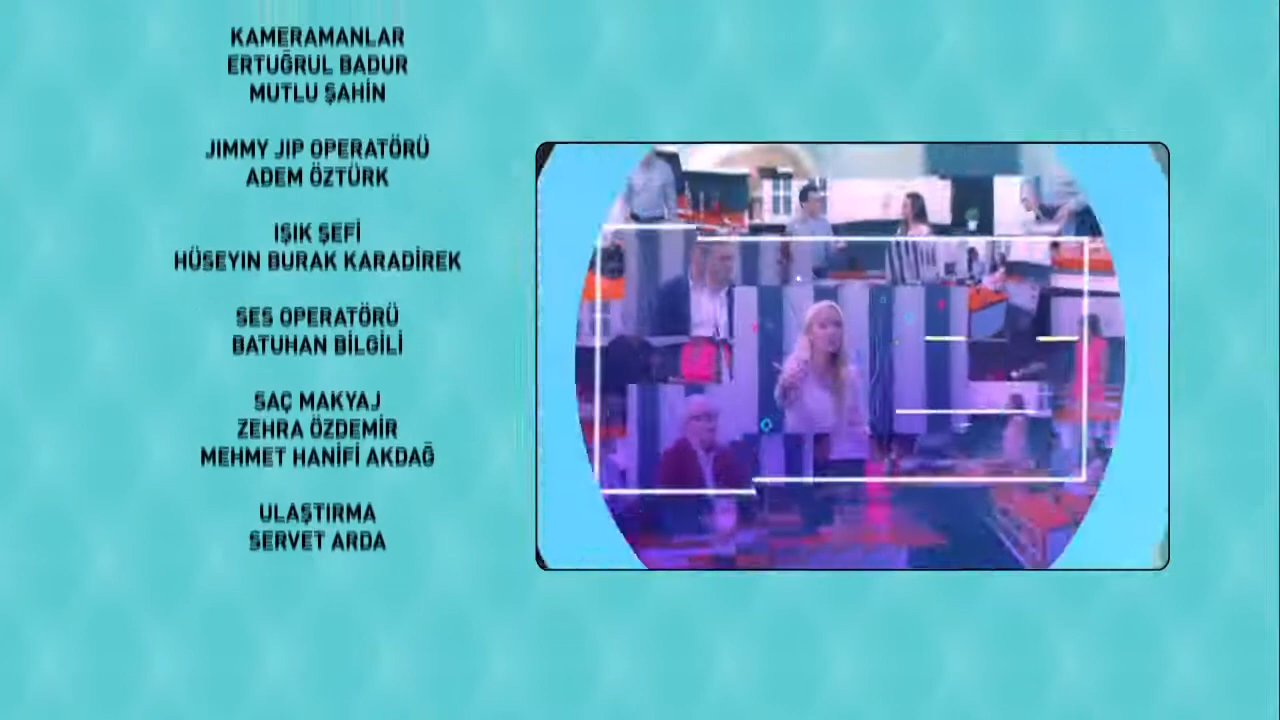 KAMERAMANLAR
ERTUĞRUL BADUR
MUTLU ŞAHİN
JIMMY JIP OPERATÖRÜ
ADEM ÖZTÜRK
IŞIK ŞEFİ
HÜSEYIN BURAK KARADİREK
SES OPERATÖRÜ
BATUHAN BİLGİLİ
SAÇ MAKYAJ
ZEHRA ÖZDEMİR
MEHMET HANİFİ AKDAĞ
ULAŞTIRMA
SERVET ARDA